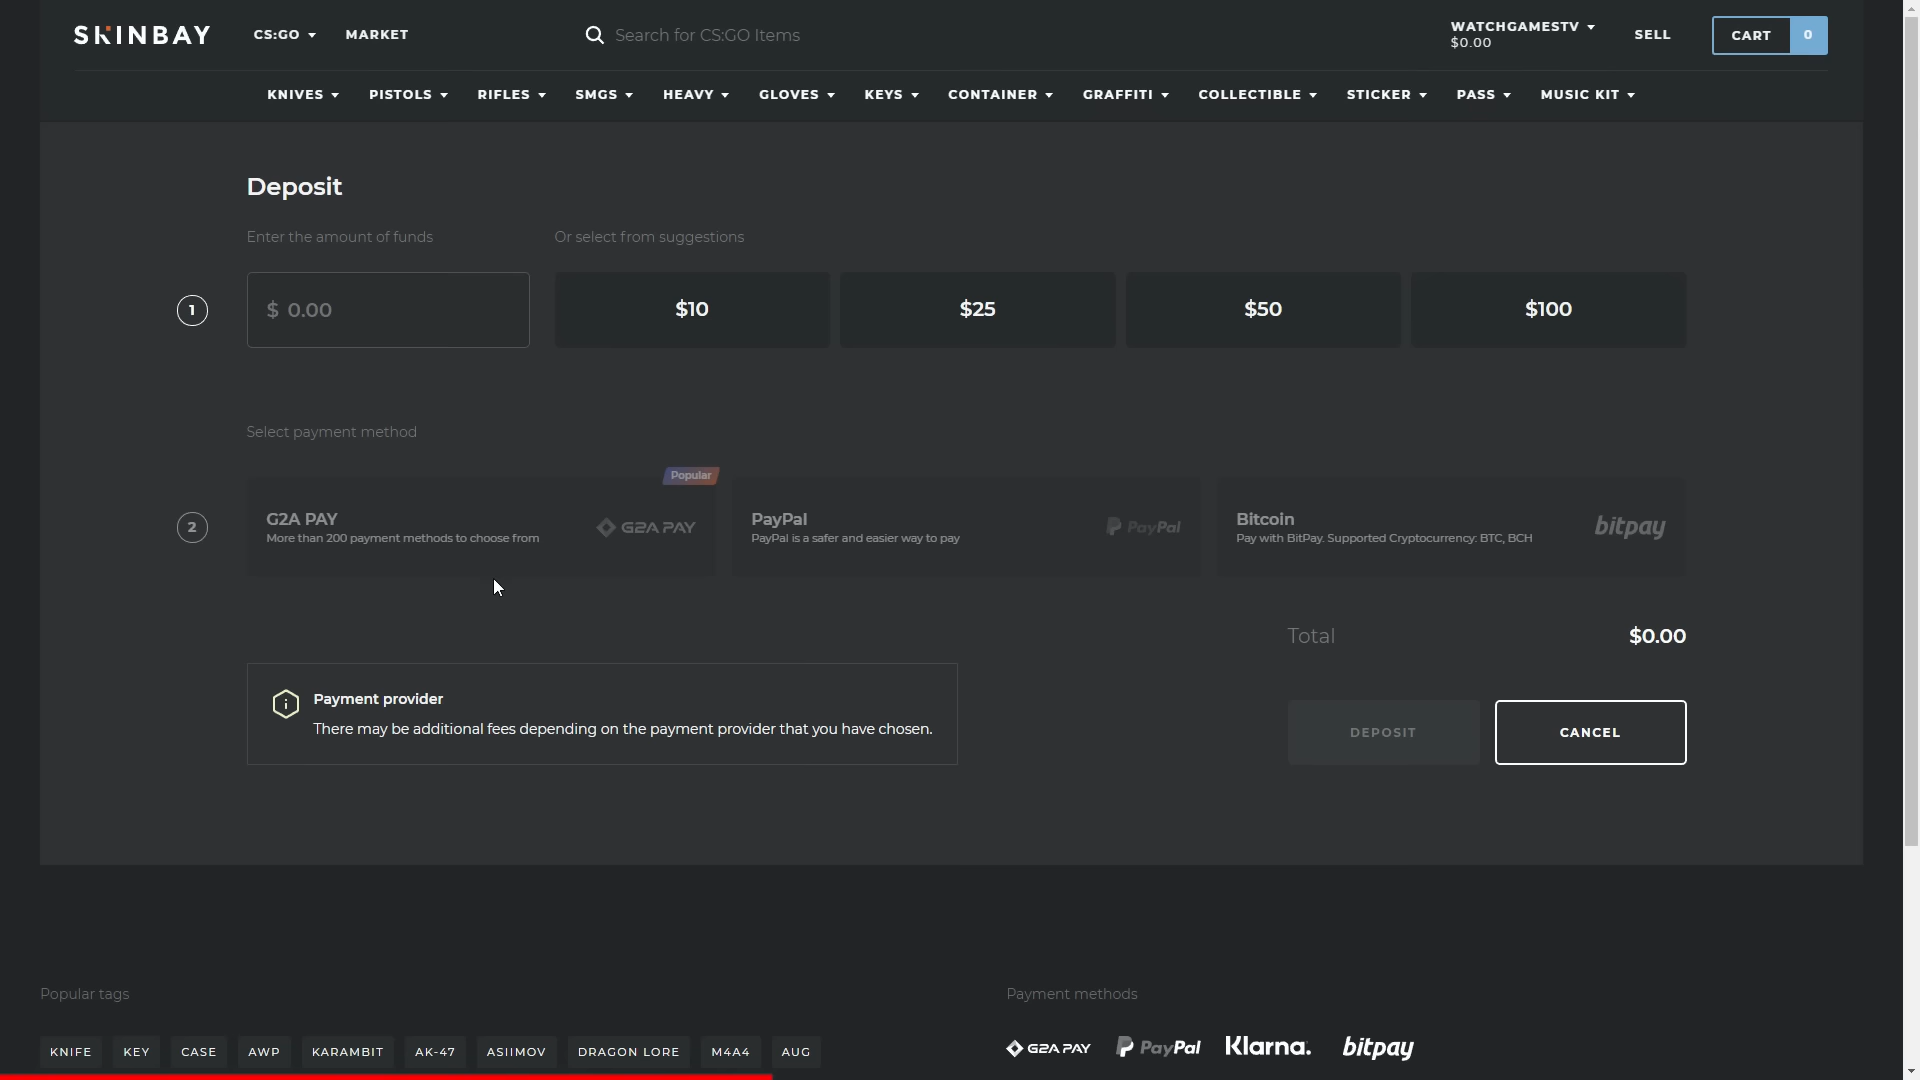 SKINBAY
CS:GO
MARKET
Search for CS:GO Items
WATCHGAMESTV
$0.00
SELL
CART 0
KNIVES PISTOLS RIFLES SMGS HEAVY GLOVES KEYS CONTAINER GRAFFITI COLLECTIBLE STICKER PASS MUSIC KIT
Deposit
Enter the amount of funds
Or select from suggestions
1
$ 0.00
$10
$25
$50
$100
Select payment method
Popular
2
G2A PAY
More than 200 payment methods to choose from
G2A PAY
PayPal
PayPal is a safer and easier way to pay
PayPal
Bitcoin
Pay with BitPay. Supported Cryptocurrency: BTC, BCH
bitpay
Total
$0.00
Payment provider
There may be additional fees depending on the payment provider that you have chosen.
DEPOSIT
CANCEL
Popular tags
Payment methods
KNIFE KEY CASE AWP KARAMBIT AK-47 ASIIMOV DRAGON LORE M4A4 AUG
G2A PAY PayPal Klarna. bitpay